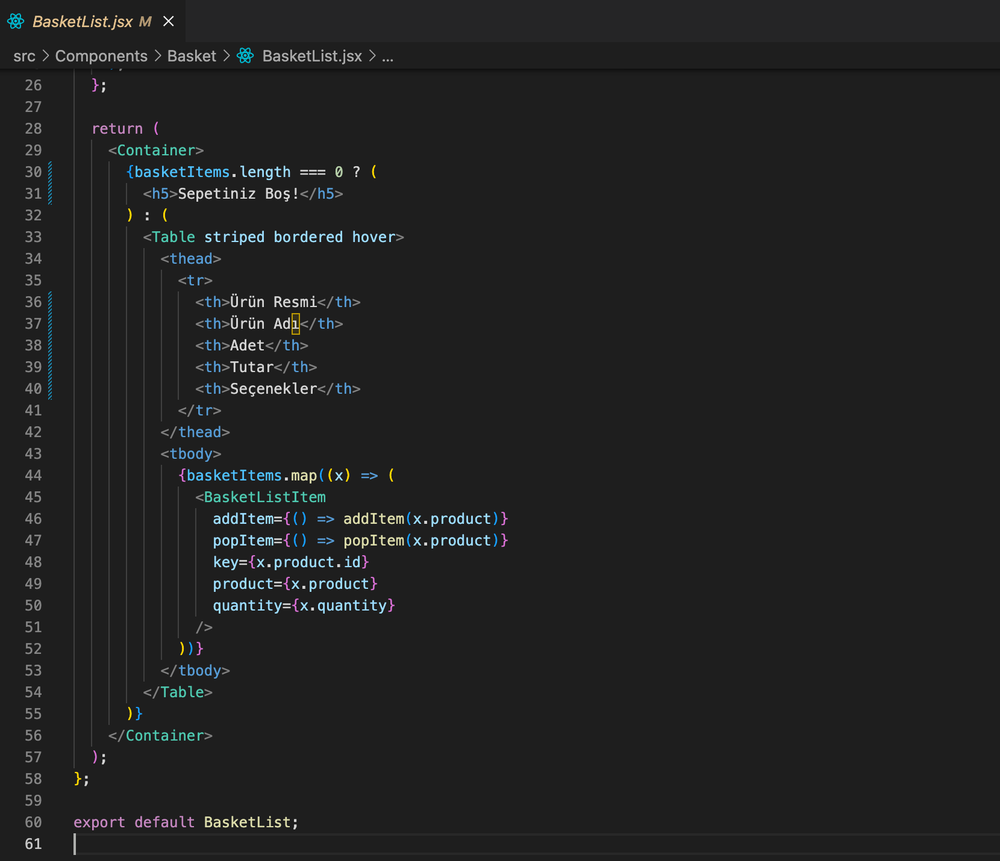 BasketList.jsx M
src > Components > Basket > BasketList.jsx > ...
26   };
27
28   return (
29     <Container>
30       {basketItems.length === 0 ? (
31         <h5>Sepetiniz Boş!</h5>
32       ) : (
33         <Table striped bordered hover>
34           <thead>
35             <tr>
36               <th>Ürün Resmi</th>
37               <th>Ürün Adı</th>
38               <th>Adet</th>
39               <th>Tutar</th>
40               <th>Seçenekler</th>
41             </tr>
42           </thead>
43           <tbody>
44             {basketItems.map((x) => (
45               <BasketListItem
46                 addItem={() => addItem(x.product)}
47                 popItem={() => popItem(x.product)}
48                 key={x.product.id}
49                 product={x.product}
50                 quantity={x.quantity}
51               />
52             ))}
53           </tbody>
54         </Table>
55       )}
56     </Container>
57   );
58 };
59
60 export default BasketList;
61